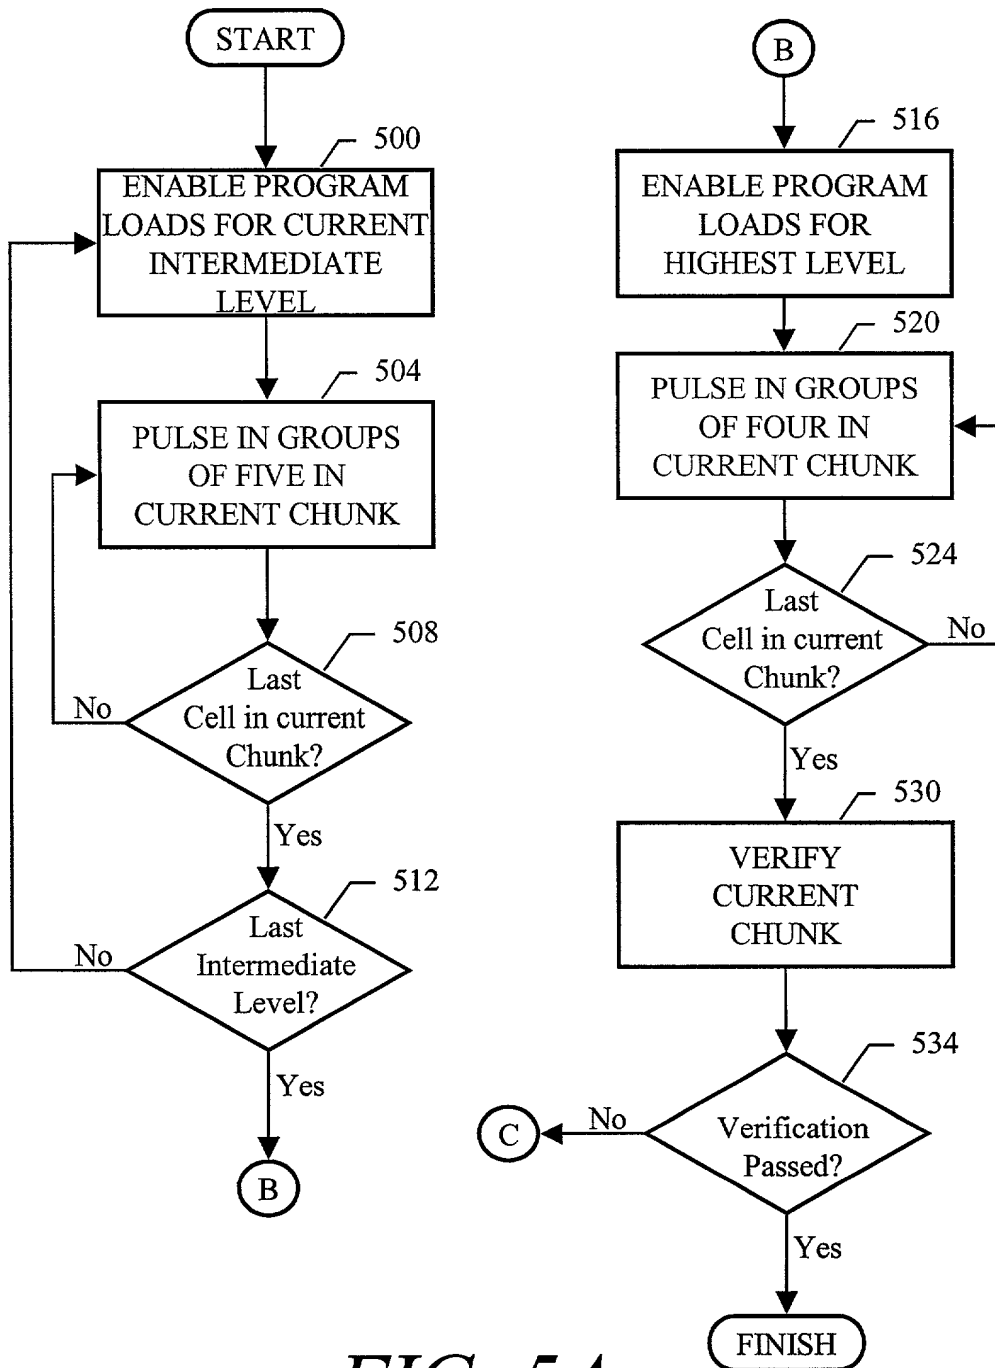 START
500
ENABLE PROGRAM
LOADS FOR CURRENT
INTERMEDIATE
LEVEL
504
PULSE IN GROUPS
OF FIVE IN
CURRENT CHUNK
508
Last
Cell in current
Chunk?
No
Yes
512
Last
Intermediate
Level?
No
Yes
B
B
516
ENABLE PROGRAM
LOADS FOR
HIGHEST LEVEL
520
PULSE IN GROUPS
OF FOUR IN
CURRENT CHUNK
524
Last
Cell in current
Chunk?
No
Yes
530
VERIFY
CURRENT
CHUNK
534
Verification
Passed?
No
C
Yes
FINISH
FIG. 5A